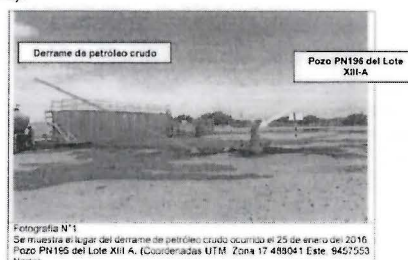 Derrame de petróleo crudo
Pozo PN196 del Lote
XIII-A
Fotografía N°1
Se muestra el lugar del derrame de petróleo crudo ocurrido el 25 de enero del 2016
Pozo PN195 del Lote XIII A. (Coordenadas UTM Zona 17 488041 Este 9457553